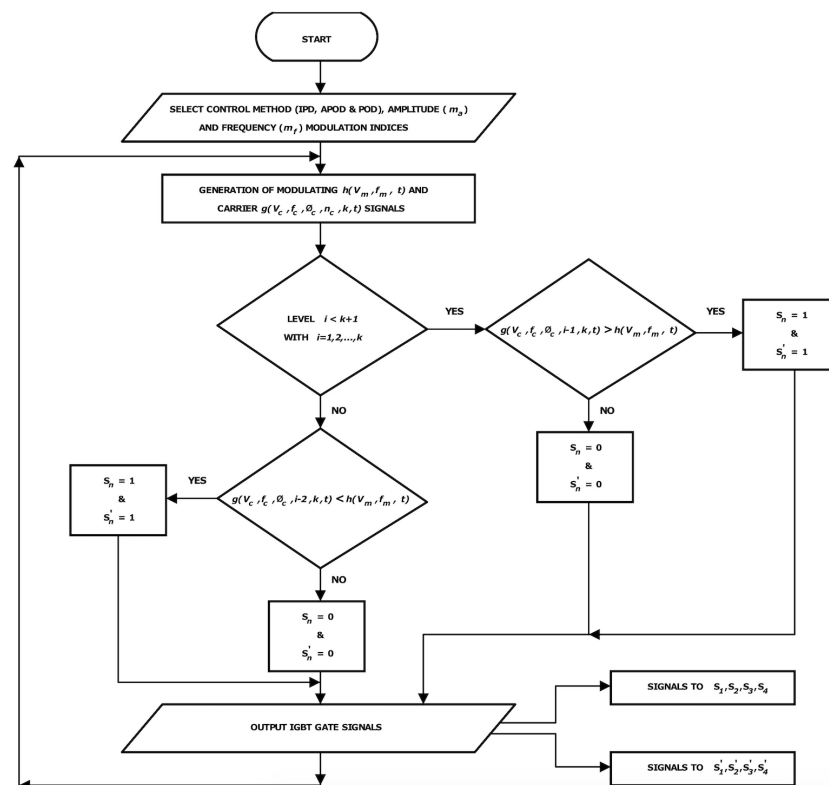 START
SELECT CONTROL METHOD (IPD, APOD & POD), AMPLITUDE (mₐ)
AND FREQUENCY (m_f) MODULATION INDICES
GENERATION OF MODULATING h(V_m, f_m, t) AND
CARRIER g(V_c, f_c, Ø_c, n_c, k, t) SIGNALS
LEVEL i < k+1
WITH i=1,2,...,k
YES
g(V_c, f_c, Ø_c, i-1, k, t) > h(V_m, f_m, t)
YES
S_n = 1
&
S'_n = 1
NO
NO
S_n = 0
&
S'_n = 0
g(V_c, f_c, Ø_c, i-2, k, t) < h(V_m, f_m, t)
YES
S_n = 1
&
S'_n = 1
NO
S_n = 0
&
S'_n = 0
OUTPUT IGBT GATE SIGNALS
SIGNALS TO S_1, S_2, S_3, S_4
SIGNALS TO S'_1, S'_2, S'_3, S'_4